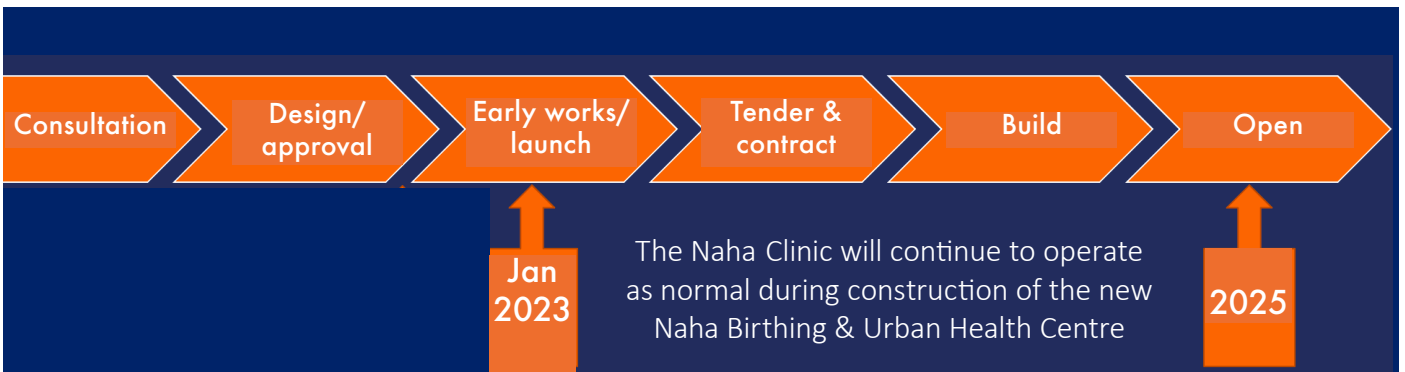 Consultation
Design/
approval
Early works/
launch
Tender &
contract
Build
Open
Jan
2023
The Naha Clinic will continue to operate
as normal during construction of the new
Naha Birthing & Urban Health Centre
2025